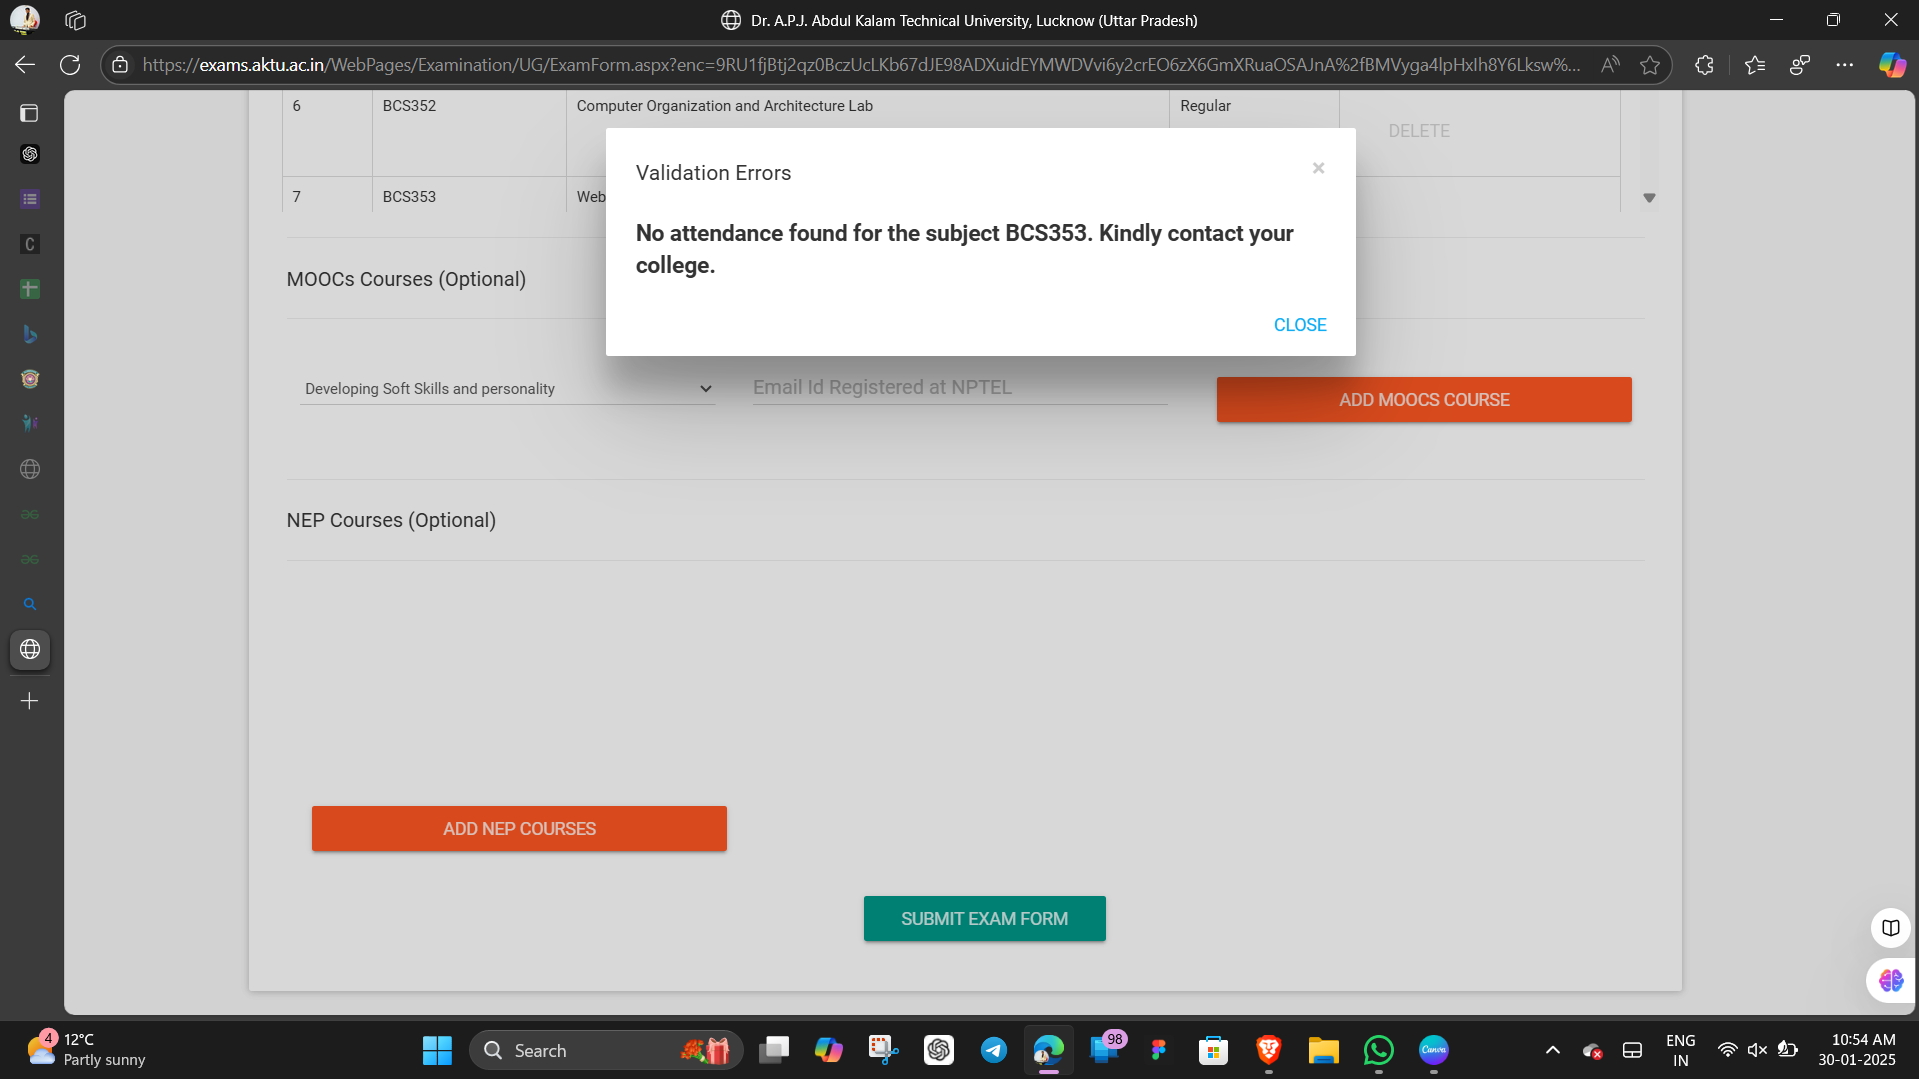 Dr. A.P.J. Abdul Kalam Technical University, Lucknow (Uttar Pradesh)
https://exams.aktu.ac.in/WebPages/Examination/UG/ExamForm.aspx?enc=9RU1fjBtj2qz0BczUcLKb67dJE98ADXuidEYMWDVvi6y2crEO6zX6GmXRuaOSAJnA%2fBMVyga4lpHxIh8Y6Lksw%...
6 BCS352 Computer Organization and Architecture Lab Regular
DELETE
7 BCS353 Web
Validation Errors
×
No attendance found for the subject BCS353. Kindly contact your
college.
CLOSE
MOOCs Courses (Optional)
Developing Soft Skills and personality Email Id Registered at NPTEL ADD MOOCS COURSE
NEP Courses (Optional)
ADD NEP COURSES
SUBMIT EXAM FORM
4 12°C
Partly sunny
Search
98
Canva
ENG
IN
10:54 AM
30-01-2025